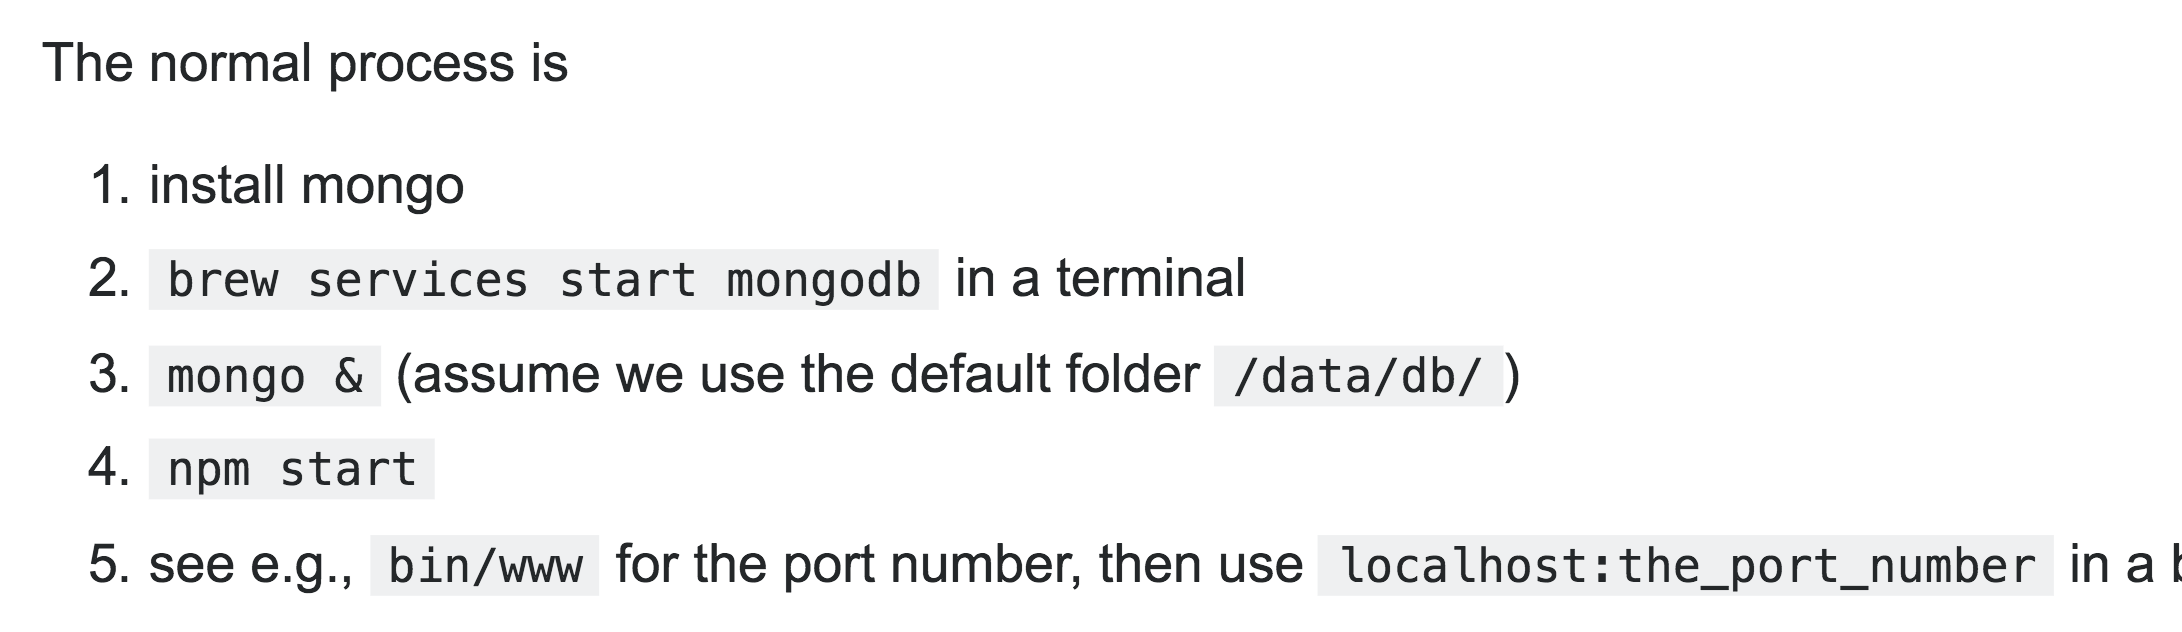 The normal process is
1. install mongo
2. brew services start mongodb in a terminal
3. mongo & (assume we use the default folder /data/db/ )
4. npm start
5. see e.g., bin/www for the port number, then use localhost:the_port_number in a